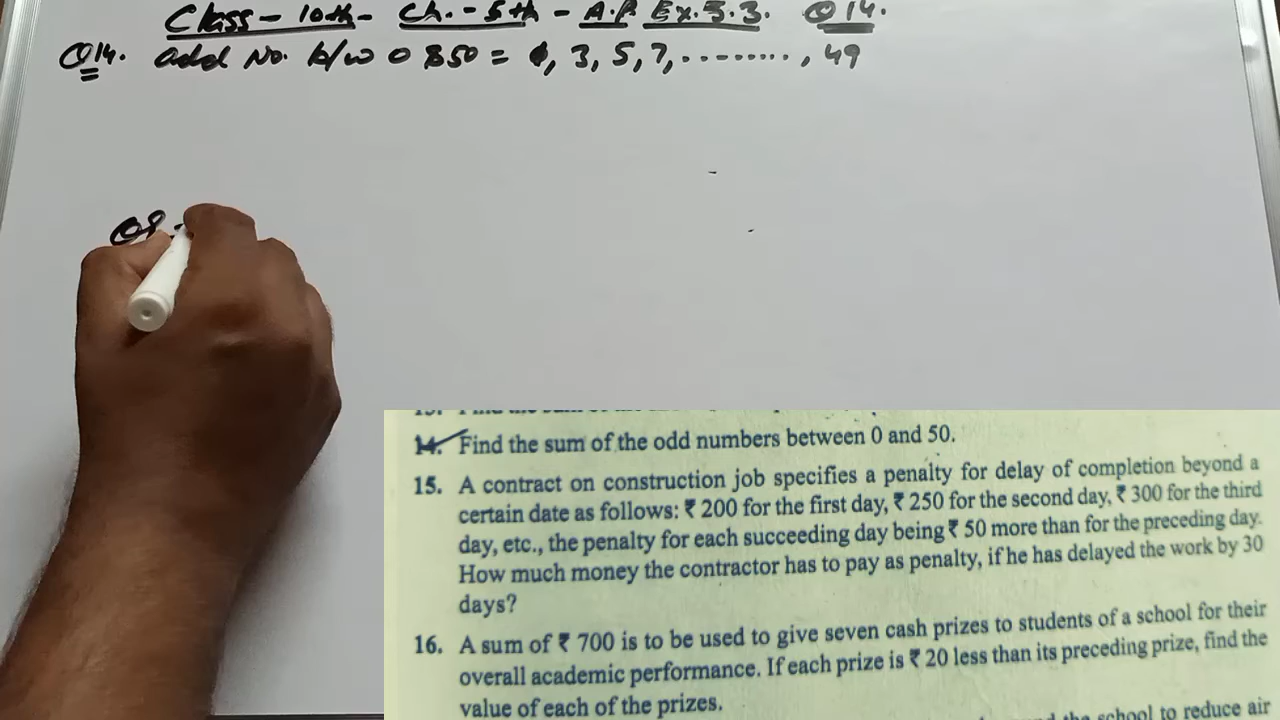 Class - 10th - Ch. - 5th - A.P. Ex. 5.3. Q 14.
Q14. odd No. b/w 0 & 50 = 1, 3, 5, 7, ........., 49
14. Find the sum of the odd numbers between 0 and 50.
15. A contract on construction job specifies a penalty for delay of completion beyond a
certain date as follows: ₹ 200 for the first day, ₹ 250 for the second day, ₹ 300 for the third
day, etc., the penalty for each succeeding day being ₹ 50 more than for the preceding day.
How much money the contractor has to pay as penalty, if he has delayed the work by 30
days?
16. A sum of ₹ 700 is to be used to give seven cash prizes to students of a school for their
overall academic performance. If each prize is ₹ 20 less than its preceding prize, find the
value of each of the prizes.
the school to reduce air